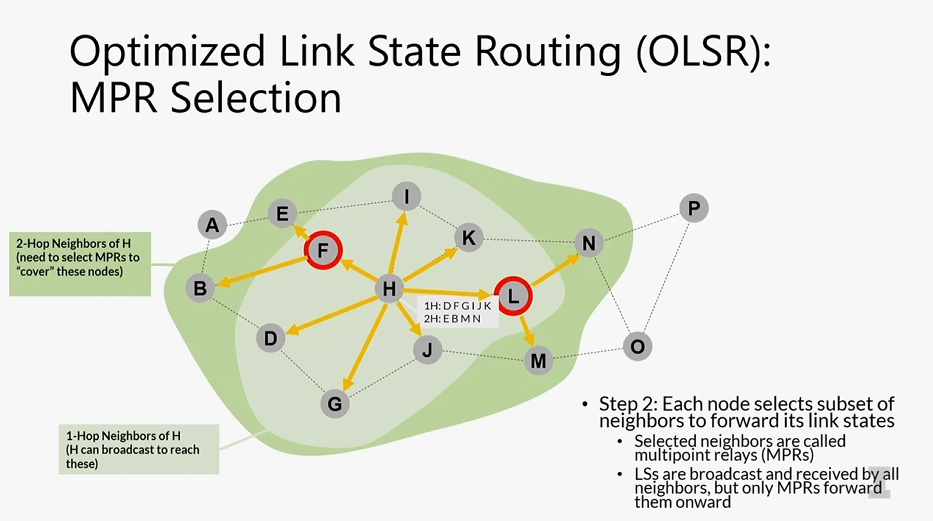 Optimized Link State Routing (OLSR):
MPR Selection
A
E
I
P
K
F
N
2-Hop Neighbors of H
(need to select MPRs to
“cover” these nodes)
B
H
L
1H: D F G I J K
2H: E B M N
D
J
M
O
G
1-Hop Neighbors of H
(H can broadcast to reach
these)
• Step 2: Each node selects subset of
neighbors to forward its link states
• Selected neighbors are called
multipoint relays (MPRs)
• LSs are broadcast and received by all
neighbors, but only MPRs forward
them onward